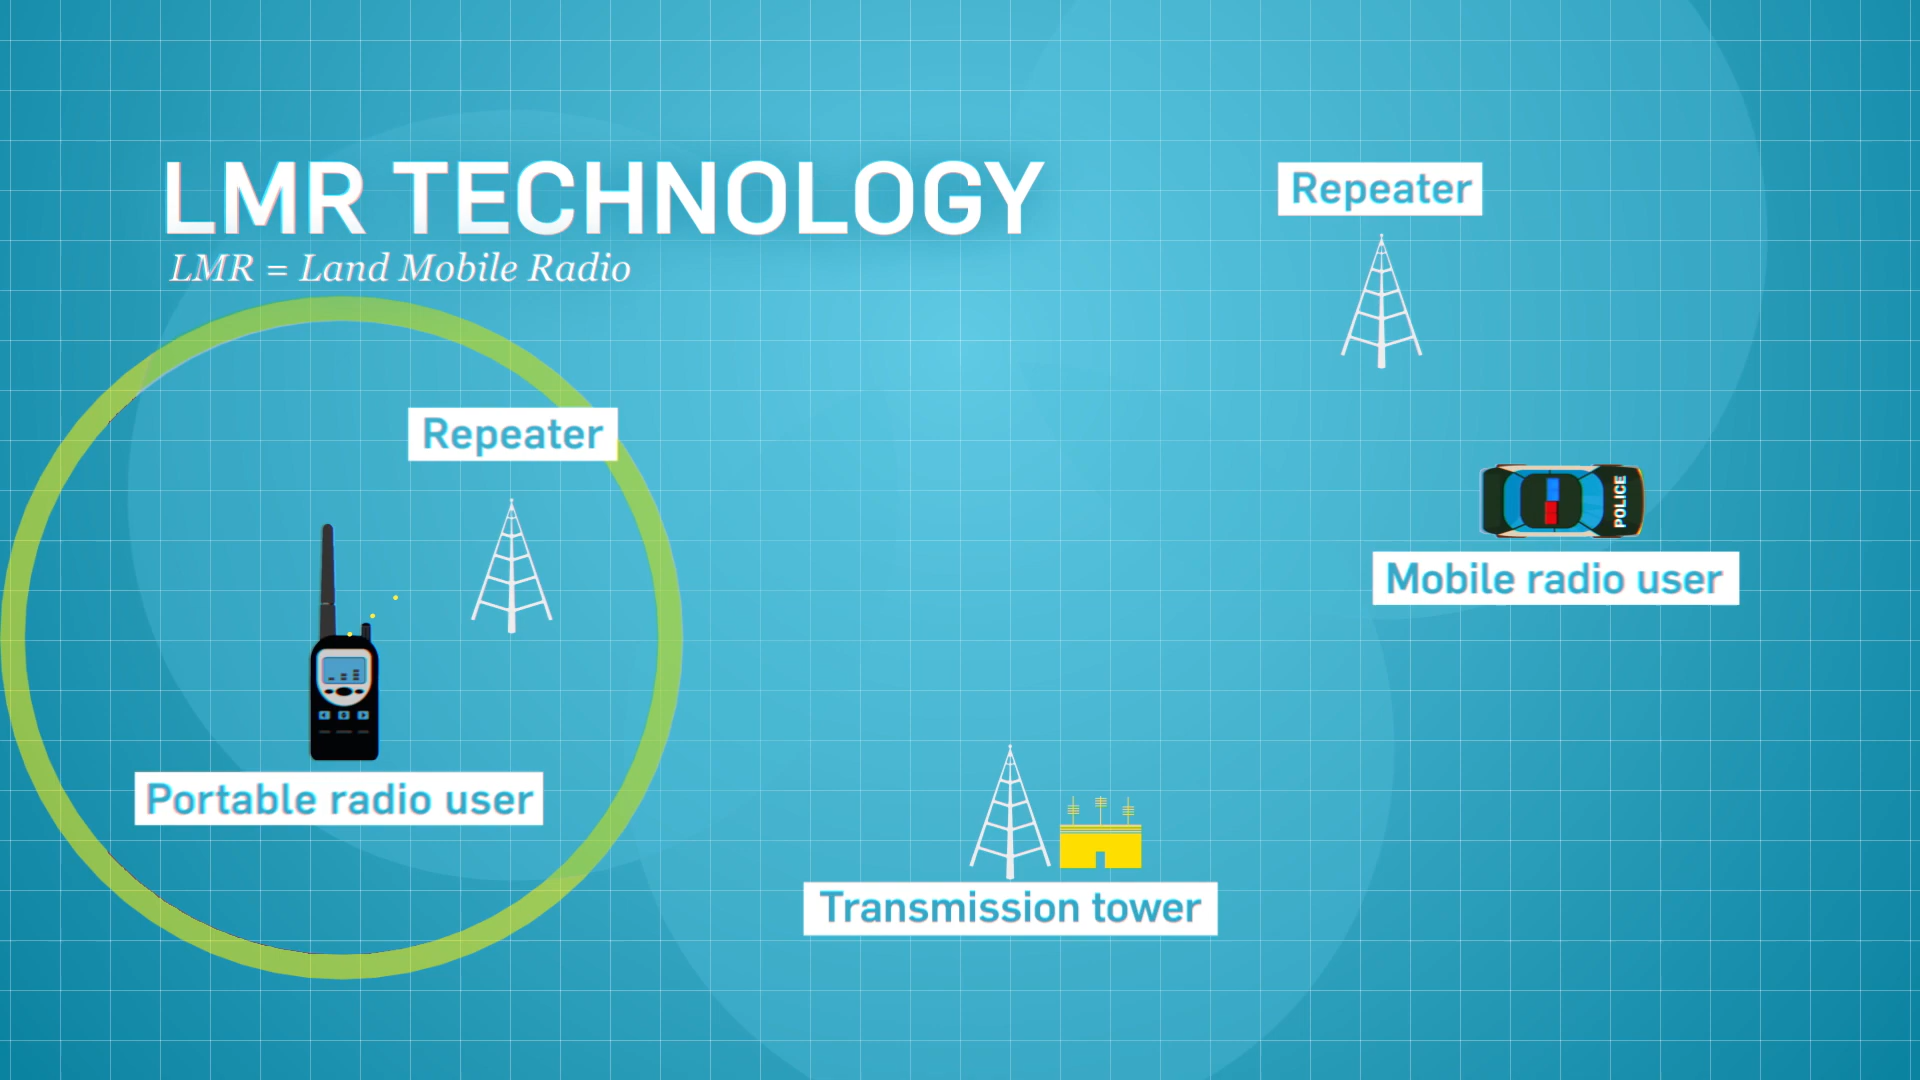 LMR TECHNOLOGY
LMR = Land Mobile Radio
Repeater
Repeater
POLICE
Mobile radio user
Portable radio user
Transmission tower